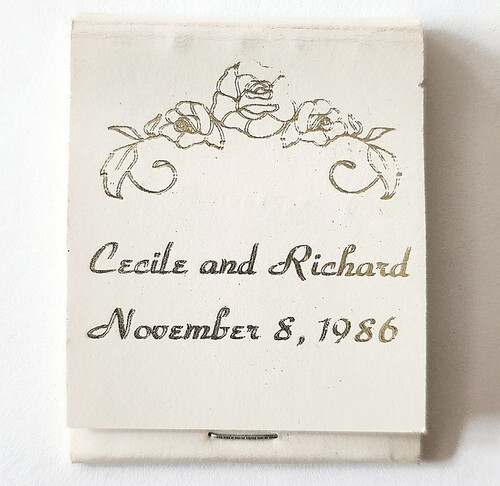 Cecile and Richard
November 8, 1986